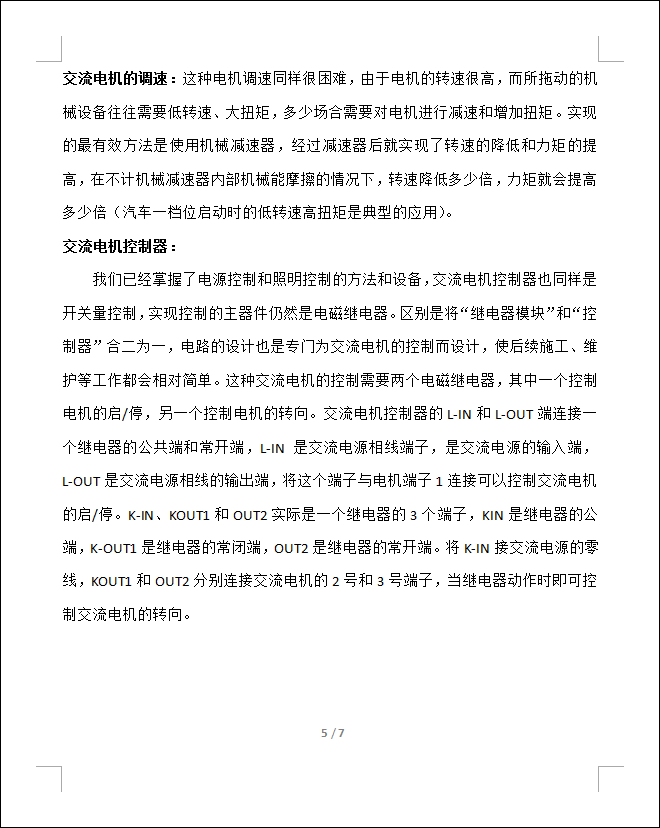 交流电机的调速：这种电机调速同样很困难，由于电机的转速很高，而所拖动的机
械设备往往需要低转速、大扭矩，多少场合需要对电机进行减速和增加扭矩。实现
的最有效方法是使用机械减速器，经过减速器后就实现了转速的降低和力矩的提
高，在不计机械减速器内部机械能摩擦的情况下，转速降低多少倍，力矩就会提高
多少倍（汽车一档位启动时的低转速高扭矩是典型的应用）。
交流电机控制器：
我们已经掌握了电源控制和照明控制的方法和设备，交流电机控制器也同样是
开关量控制，实现控制的主器件仍然是电磁继电器。区别是将“继电器模块”和“控
制器”合二为一，电路的设计也是专门为交流电机的控制而设计，使后续施工、维
护等工作都会相对简单。这种交流电机的控制需要两个电磁继电器，其中一个控制
电机的启/停，另一个控制电机的转向。交流电机控制器的 L-IN 和 L-OUT 端连接一
个继电器的公共端和常开端，L-IN 是交流电源相线端子，是交流电源的输入端，
L-OUT 是交流电源相线的输出端，将这个端子与电机端子 1 连接可以控制交流电机
的启/停。K-IN、KOUT1 和 OUT2 实际是一个继电器的 3 个端子，KIN 是继电器的公
端，K-OUT1 是继电器的常闭端，OUT2 是继电器的常开端。将 K-IN 接交流电源的零
线，KOUT1 和 OUT2 分别连接交流电机的 2 号和 3 号端子，当继电器动作时即可控
制交流电机的转向。
5 / 7